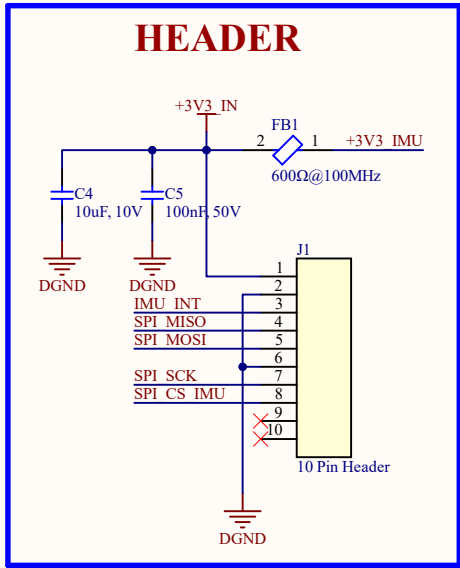 HEADER
+3V3_IN
FB1
2
1
+3V3_IMU
600Ω@100MHz
C4
10uF, 10V
C5
100nF, 50V
DGND
DGND
J1
1
2
IMU_INT
3
SPI_MISO
4
SPI_MOSI
5
6
SPI_SCK
7
SPI_CS_IMU
8
9
10
10 Pin Header
DGND